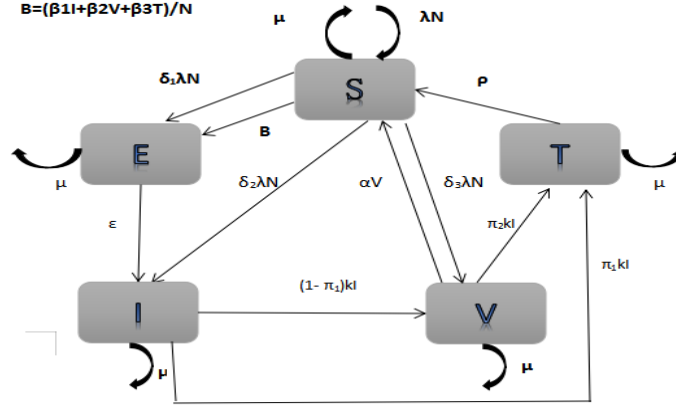 B=(β1I+β2V+β3T)/N
μ
λN
S
δ₁λN
B
ρ
E
T
μ
δ₂λN
αV
δ₃λN
μ
ε
π₂kI
π₁kI
(1- π₁)kI
I
V
μ
μ